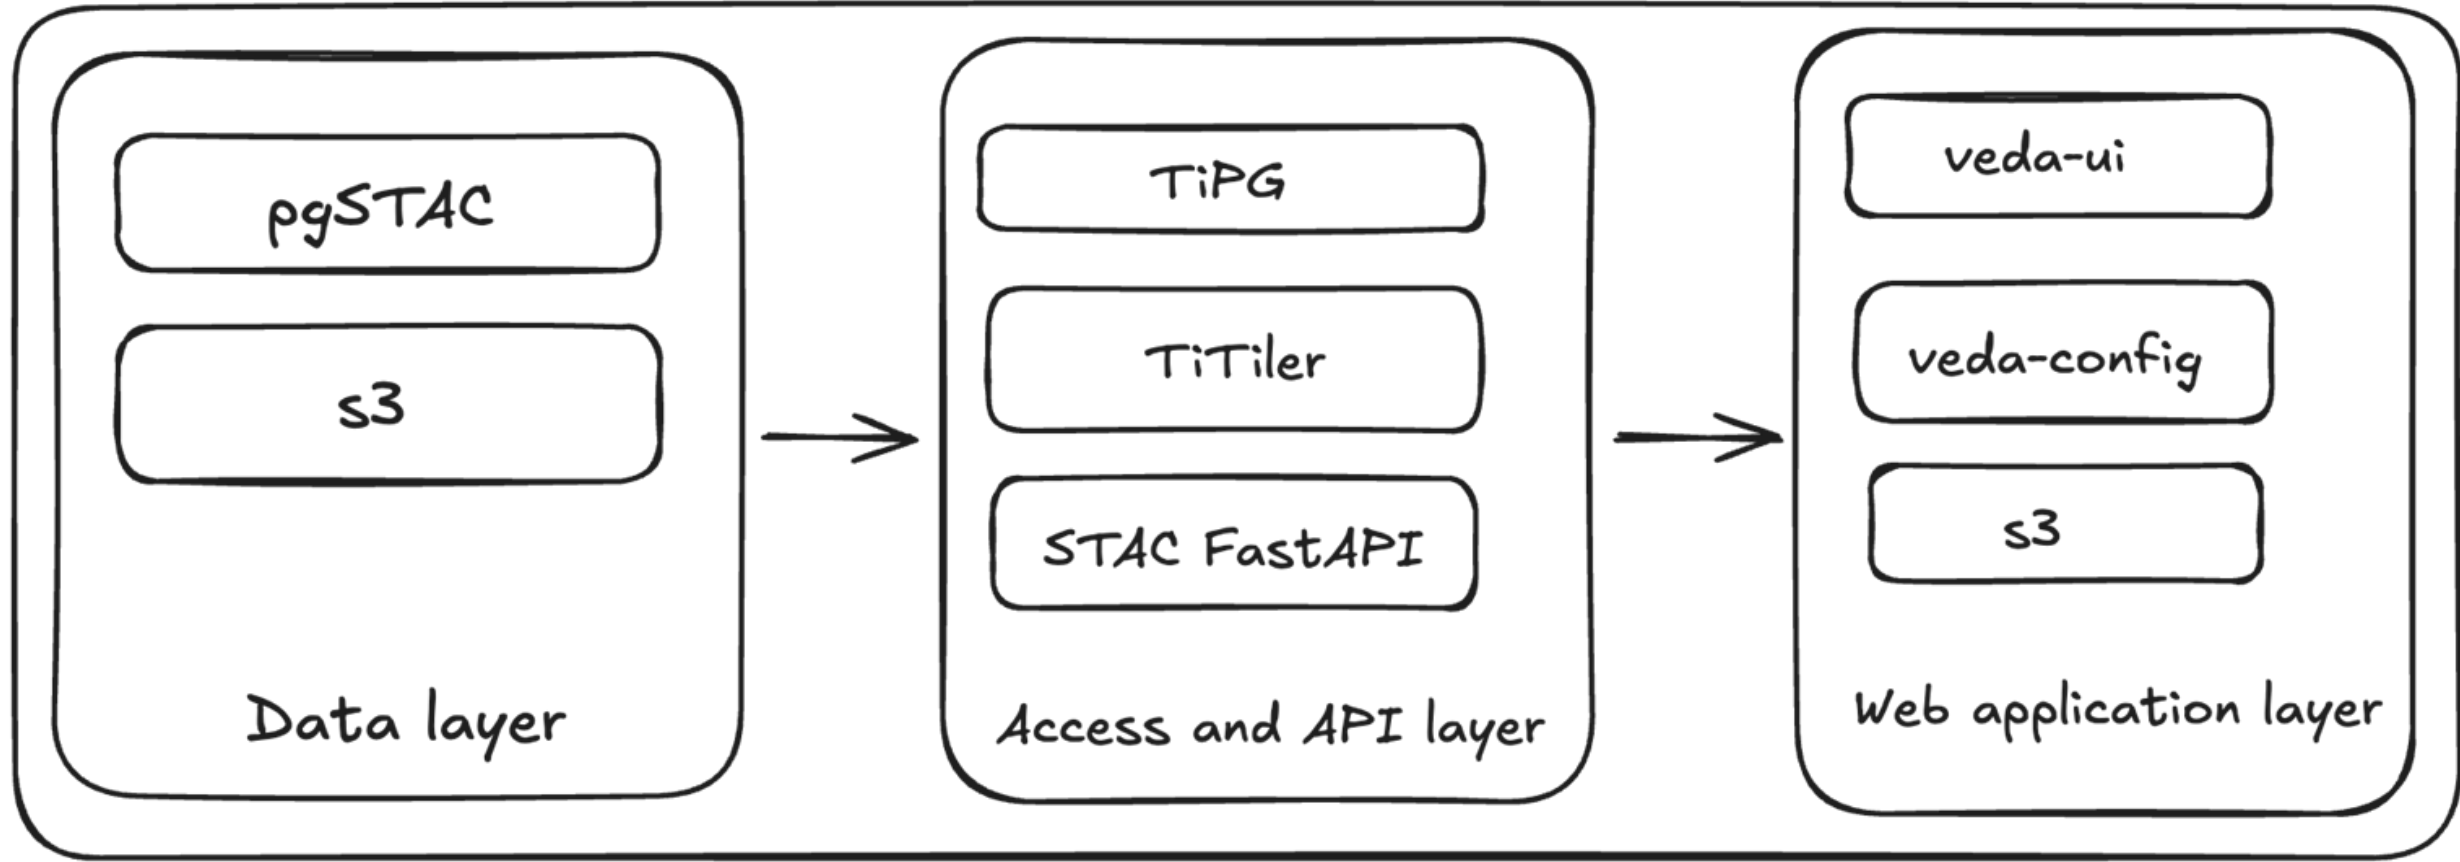 pgSTAC
s3
Data layer
TiPG
TiTiler
STAC FastAPI
Access and API layer
veda-ui
veda-config
s3
Web application layer